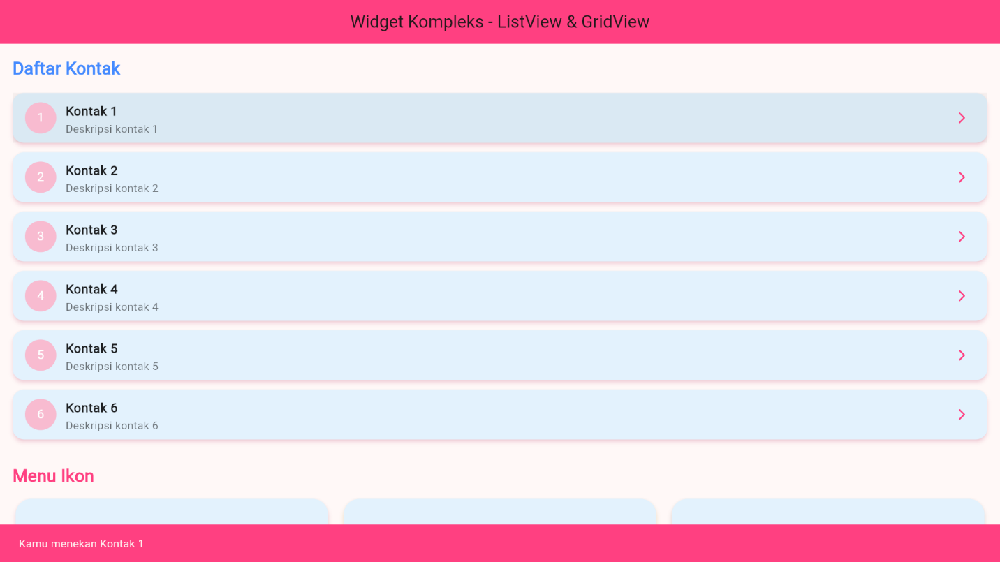 Widget Kompleks - ListView & GridView
Daftar Kontak
1
Kontak 1
Deskripsi kontak 1
2
Kontak 2
Deskripsi kontak 2
3
Kontak 3
Deskripsi kontak 3
4
Kontak 4
Deskripsi kontak 4
5
Kontak 5
Deskripsi kontak 5
6
Kontak 6
Deskripsi kontak 6
Menu Ikon
Kamu menekan Kontak 1